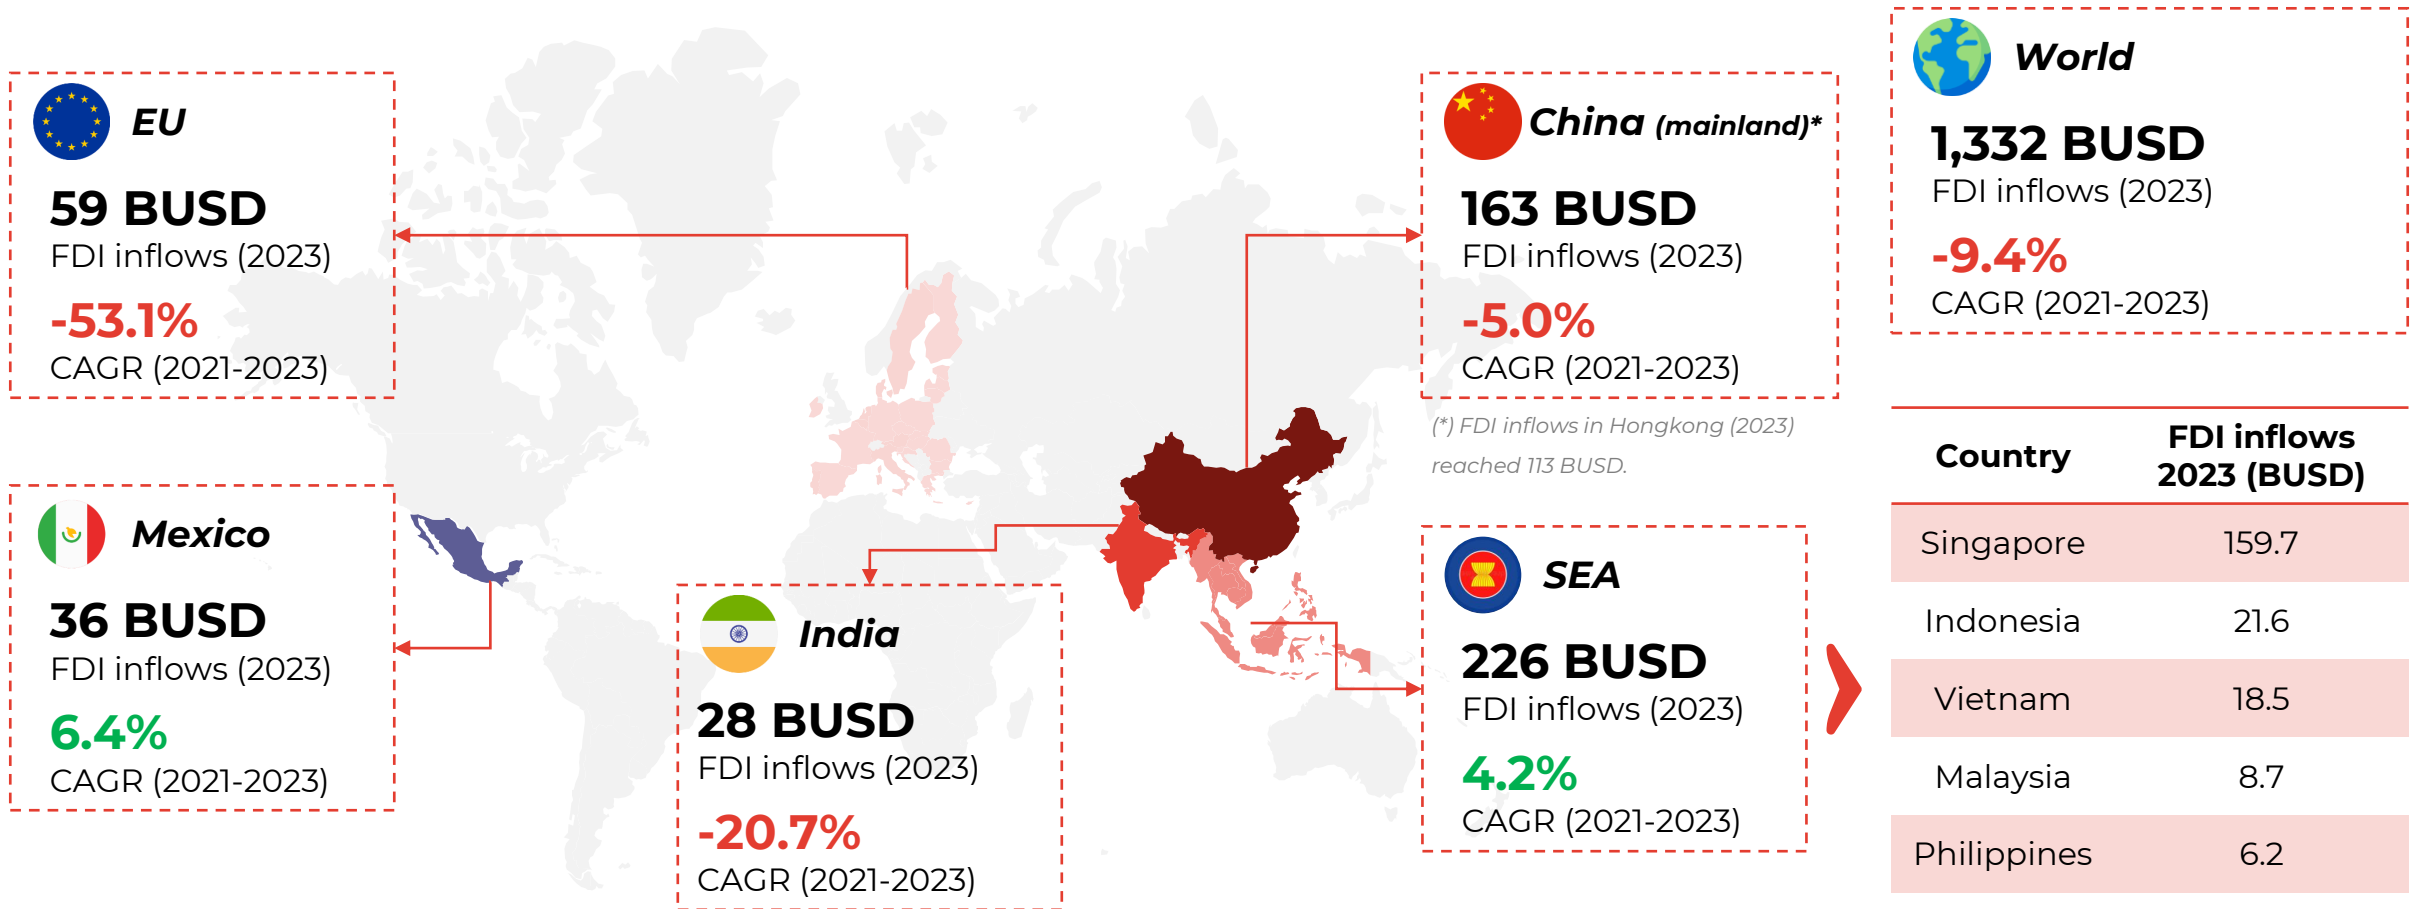 EU
59 BUSD
FDI inflows (2023)
-53.1%
CAGR (2021-2023)
Mexico
36 BUSD
FDI inflows (2023)
6.4%
CAGR (2021-2023)
India
28 BUSD
FDI inflows (2023)
-20.7%
CAGR (2021-2023)
China (mainland)*
163 BUSD
FDI inflows (2023)
-5.0%
CAGR (2021-2023)
(*) FDI inflows in Hongkong (2023)
reached 113 BUSD.
SEA
226 BUSD
FDI inflows (2023)
4.2%
CAGR (2021-2023)
World
1,332 BUSD
FDI inflows (2023)
-9.4%
CAGR (2021-2023)
Country FDI inflows
2023 (BUSD)
Singapore 159.7
Indonesia 21.6
Vietnam 18.5
Malaysia 8.7
Philippines 6.2